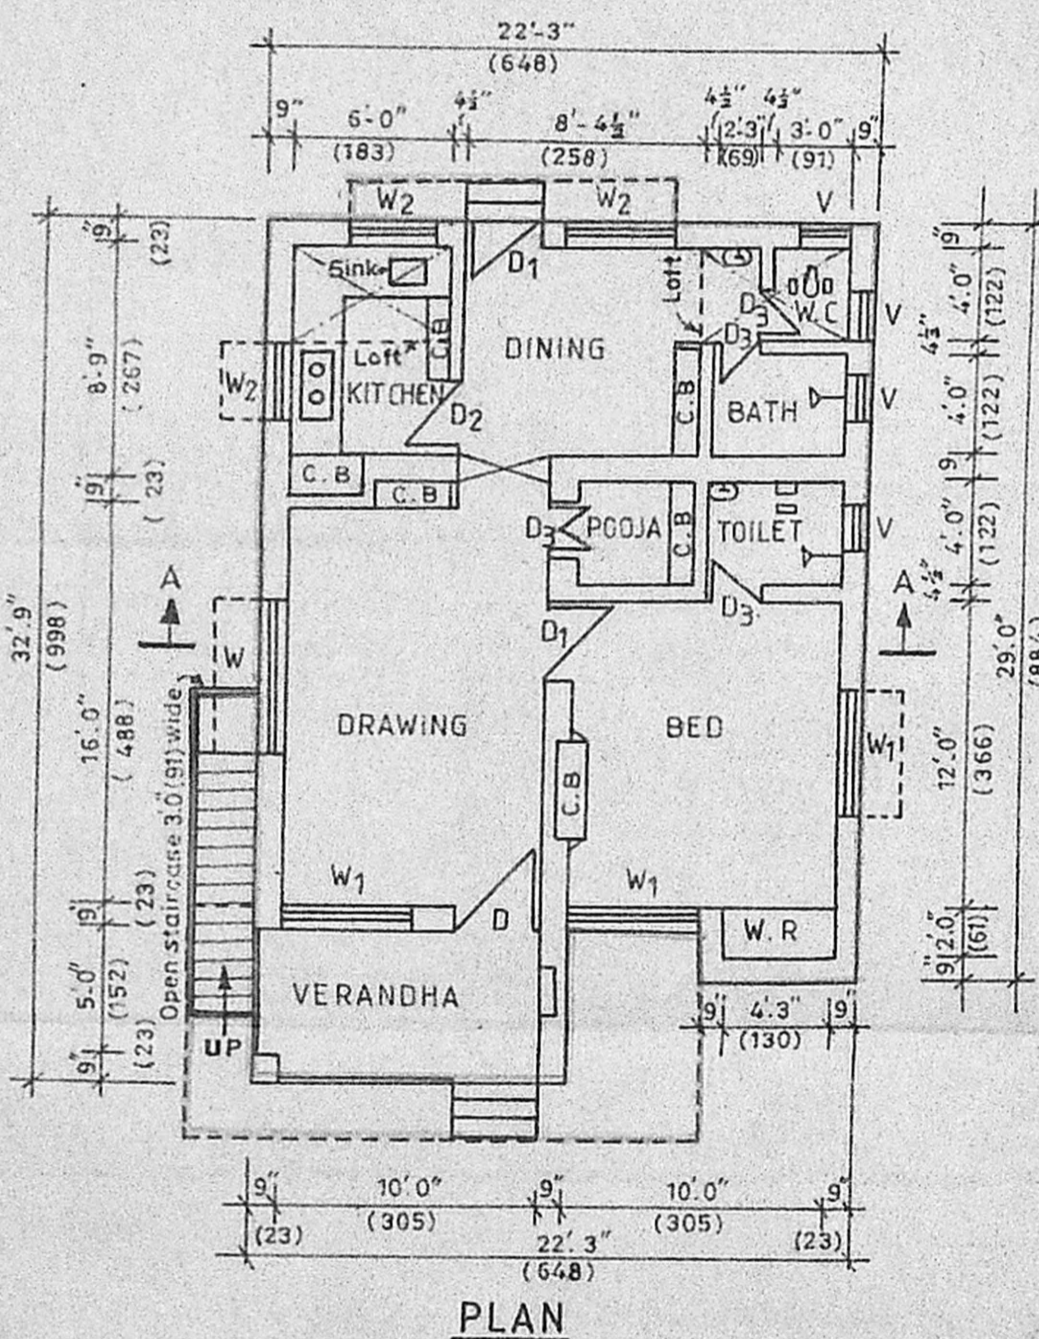 22'-3"
(648)
9"
6'-0"
(183)
4½"
8'-4½"
(258)
4½"
2'-3"
(69)
4½"
3'-0"
(91)
9"
W2
W2
V
9"
(23)
Sink
D1
Loft
D3
W.C
V
9"
4'.0"
(122)
4½"
8'-9"
(267)
W2
Loft
KITCHEN
C.B
D2
DINING
C.B
D3
BATH
V
4'.0"
(122)
9"
(23)
C.B
C.B
9
D3
POOJA
C.B
TOILET
V
4'.0"
(122)
4½"
A
A
32'.9"
(998)
W
D1
D3
29'.0"
(884)
16'.0"
(488)
Open staircase 3.0"(91) wide
DRAWING
BED
C.B
W1
12'.0"
(366)
9"
(23)
W1
W1
D
W.R
2'.0"
(61)
9"
5'.0"
(152)
VERANDHA
9"
4'.3"
(130)
9"
9"
(23)
UP
9"
10'.0"
9"
10'.0"
9"
(23)
(305)
(305)
(23)
22'.3"
(648)
PLAN